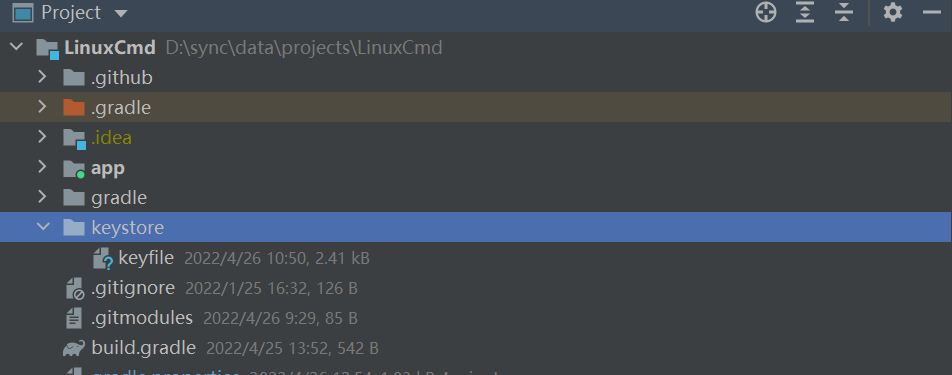 Project
LinuxCmd D:\sync\data\projects\LinuxCmd
.github
.gradle
.idea
app
gradle
keystore
keyfile 2022/4/26 10:50, 2.41 kB
.gitignore 2022/1/25 16:32, 126 B
.gitmodules 2022/4/26 9:29, 85 B
build.gradle 2022/4/25 13:52, 542 B
gradle.properties